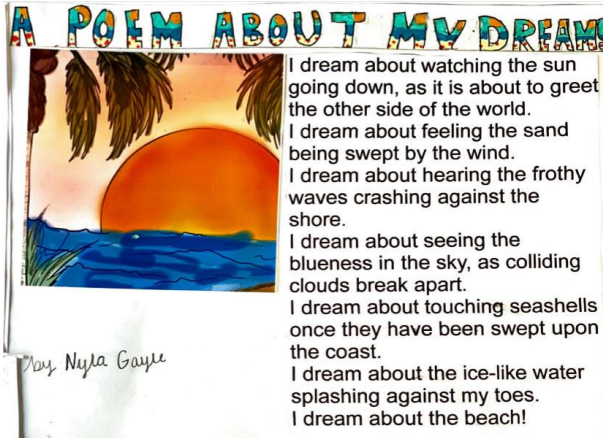 A POEM ABOUT MY DREAMS
I dream about watching the sun
going down, as it is about to greet
the other side of the world.
I dream about feeling the sand
being swept by the wind.
I dream about hearing the frothy
waves crashing against the
shore.
I dream about seeing the
blueness in the sky, as colliding
clouds break apart.
I dream about touching seashells
once they have been swept upon
the coast.
I dream about the ice-like water
splashing against my toes.
I dream about the beach!
by Nyla Gayle